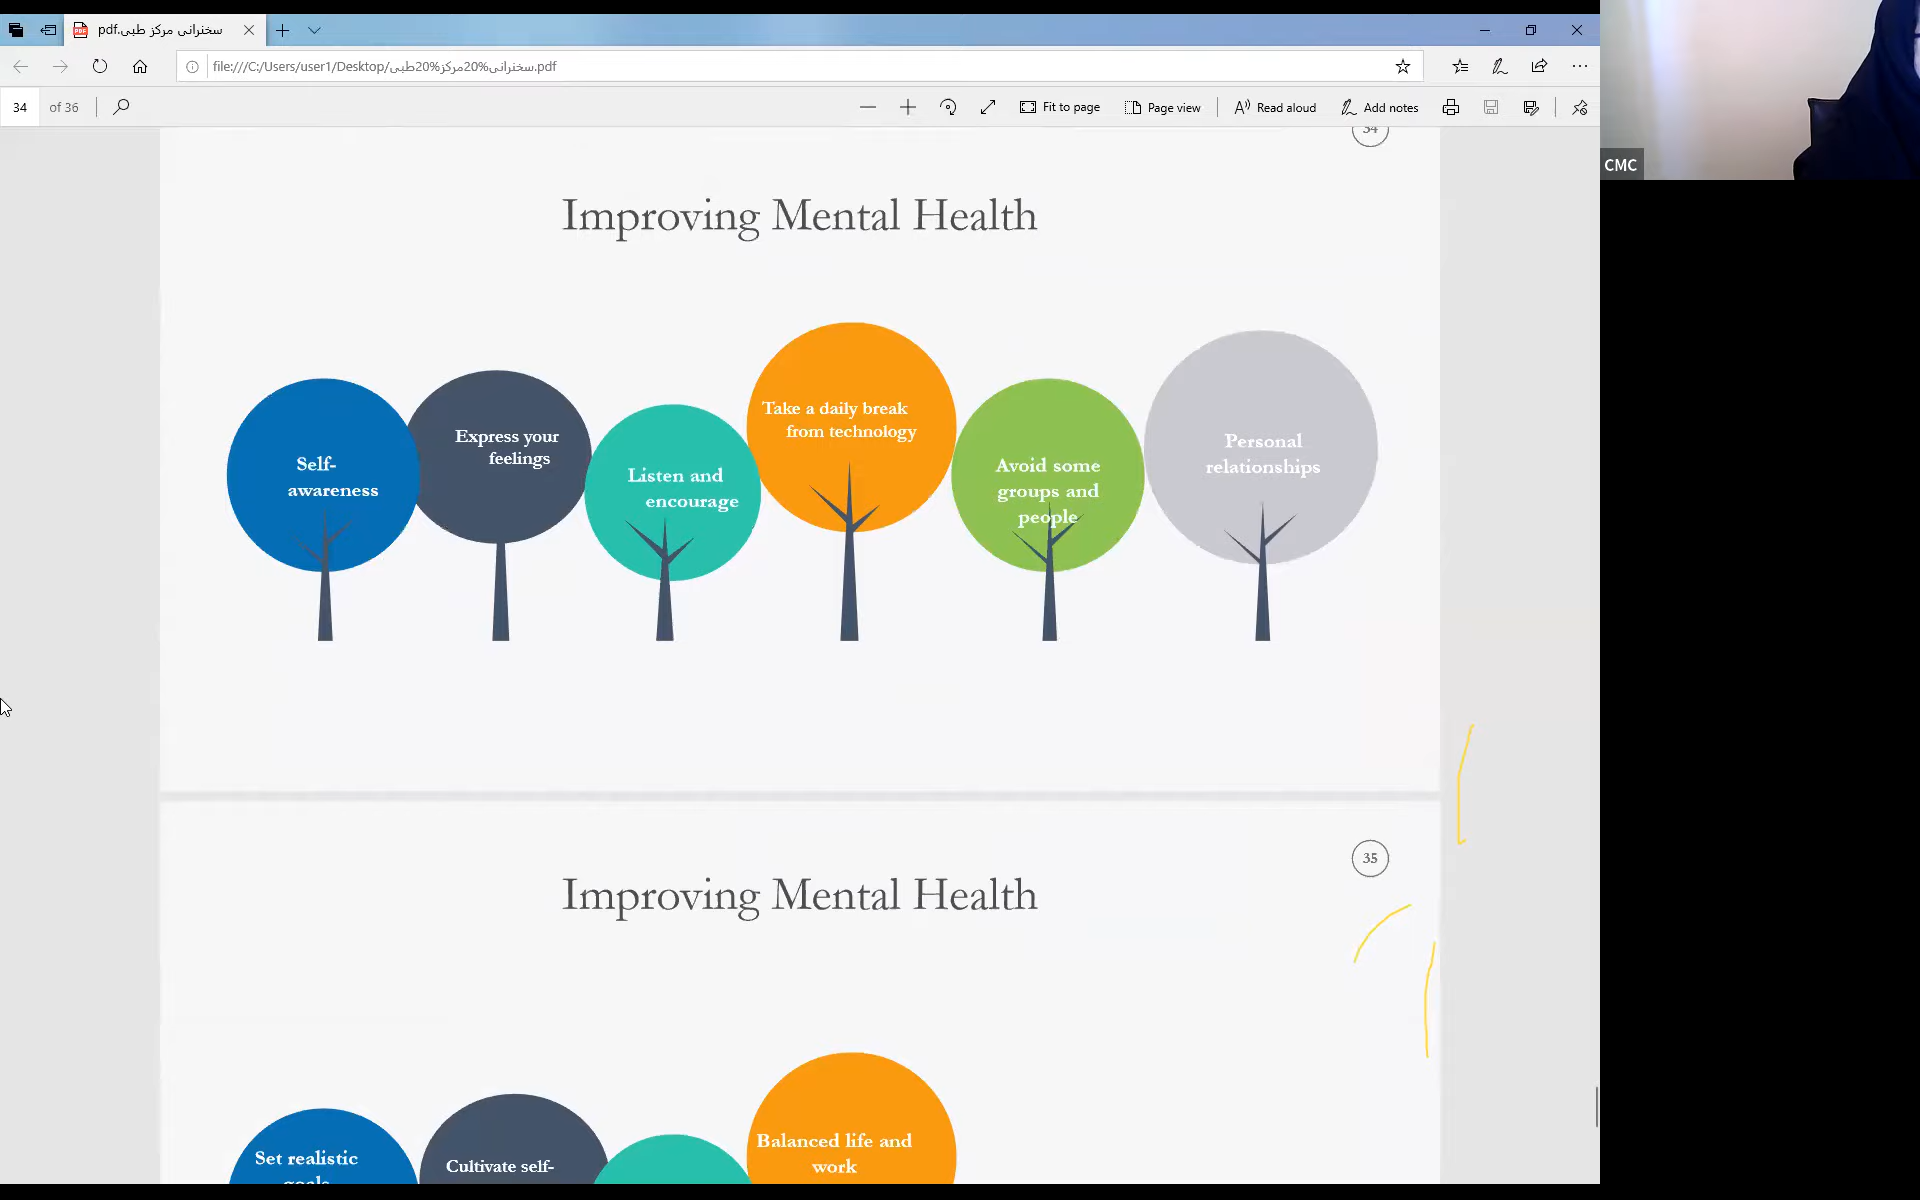 سخنرانی مرکز طبی.pdf
file:///C:/Users/user1/Desktop/سخنرانی%20مرکز%20طبی.pdf
34 of 36
Fit to page
Page view
Read aloud
Add notes
CMC
34
Improving Mental Health
Self-
awareness
Express your
feelings
Listen and
encourage
Take a daily break
from technology
Avoid some
groups and
people
Personal
relationships
35
Improving Mental Health
Set realistic
goals
Cultivate self-
Balanced life and
work